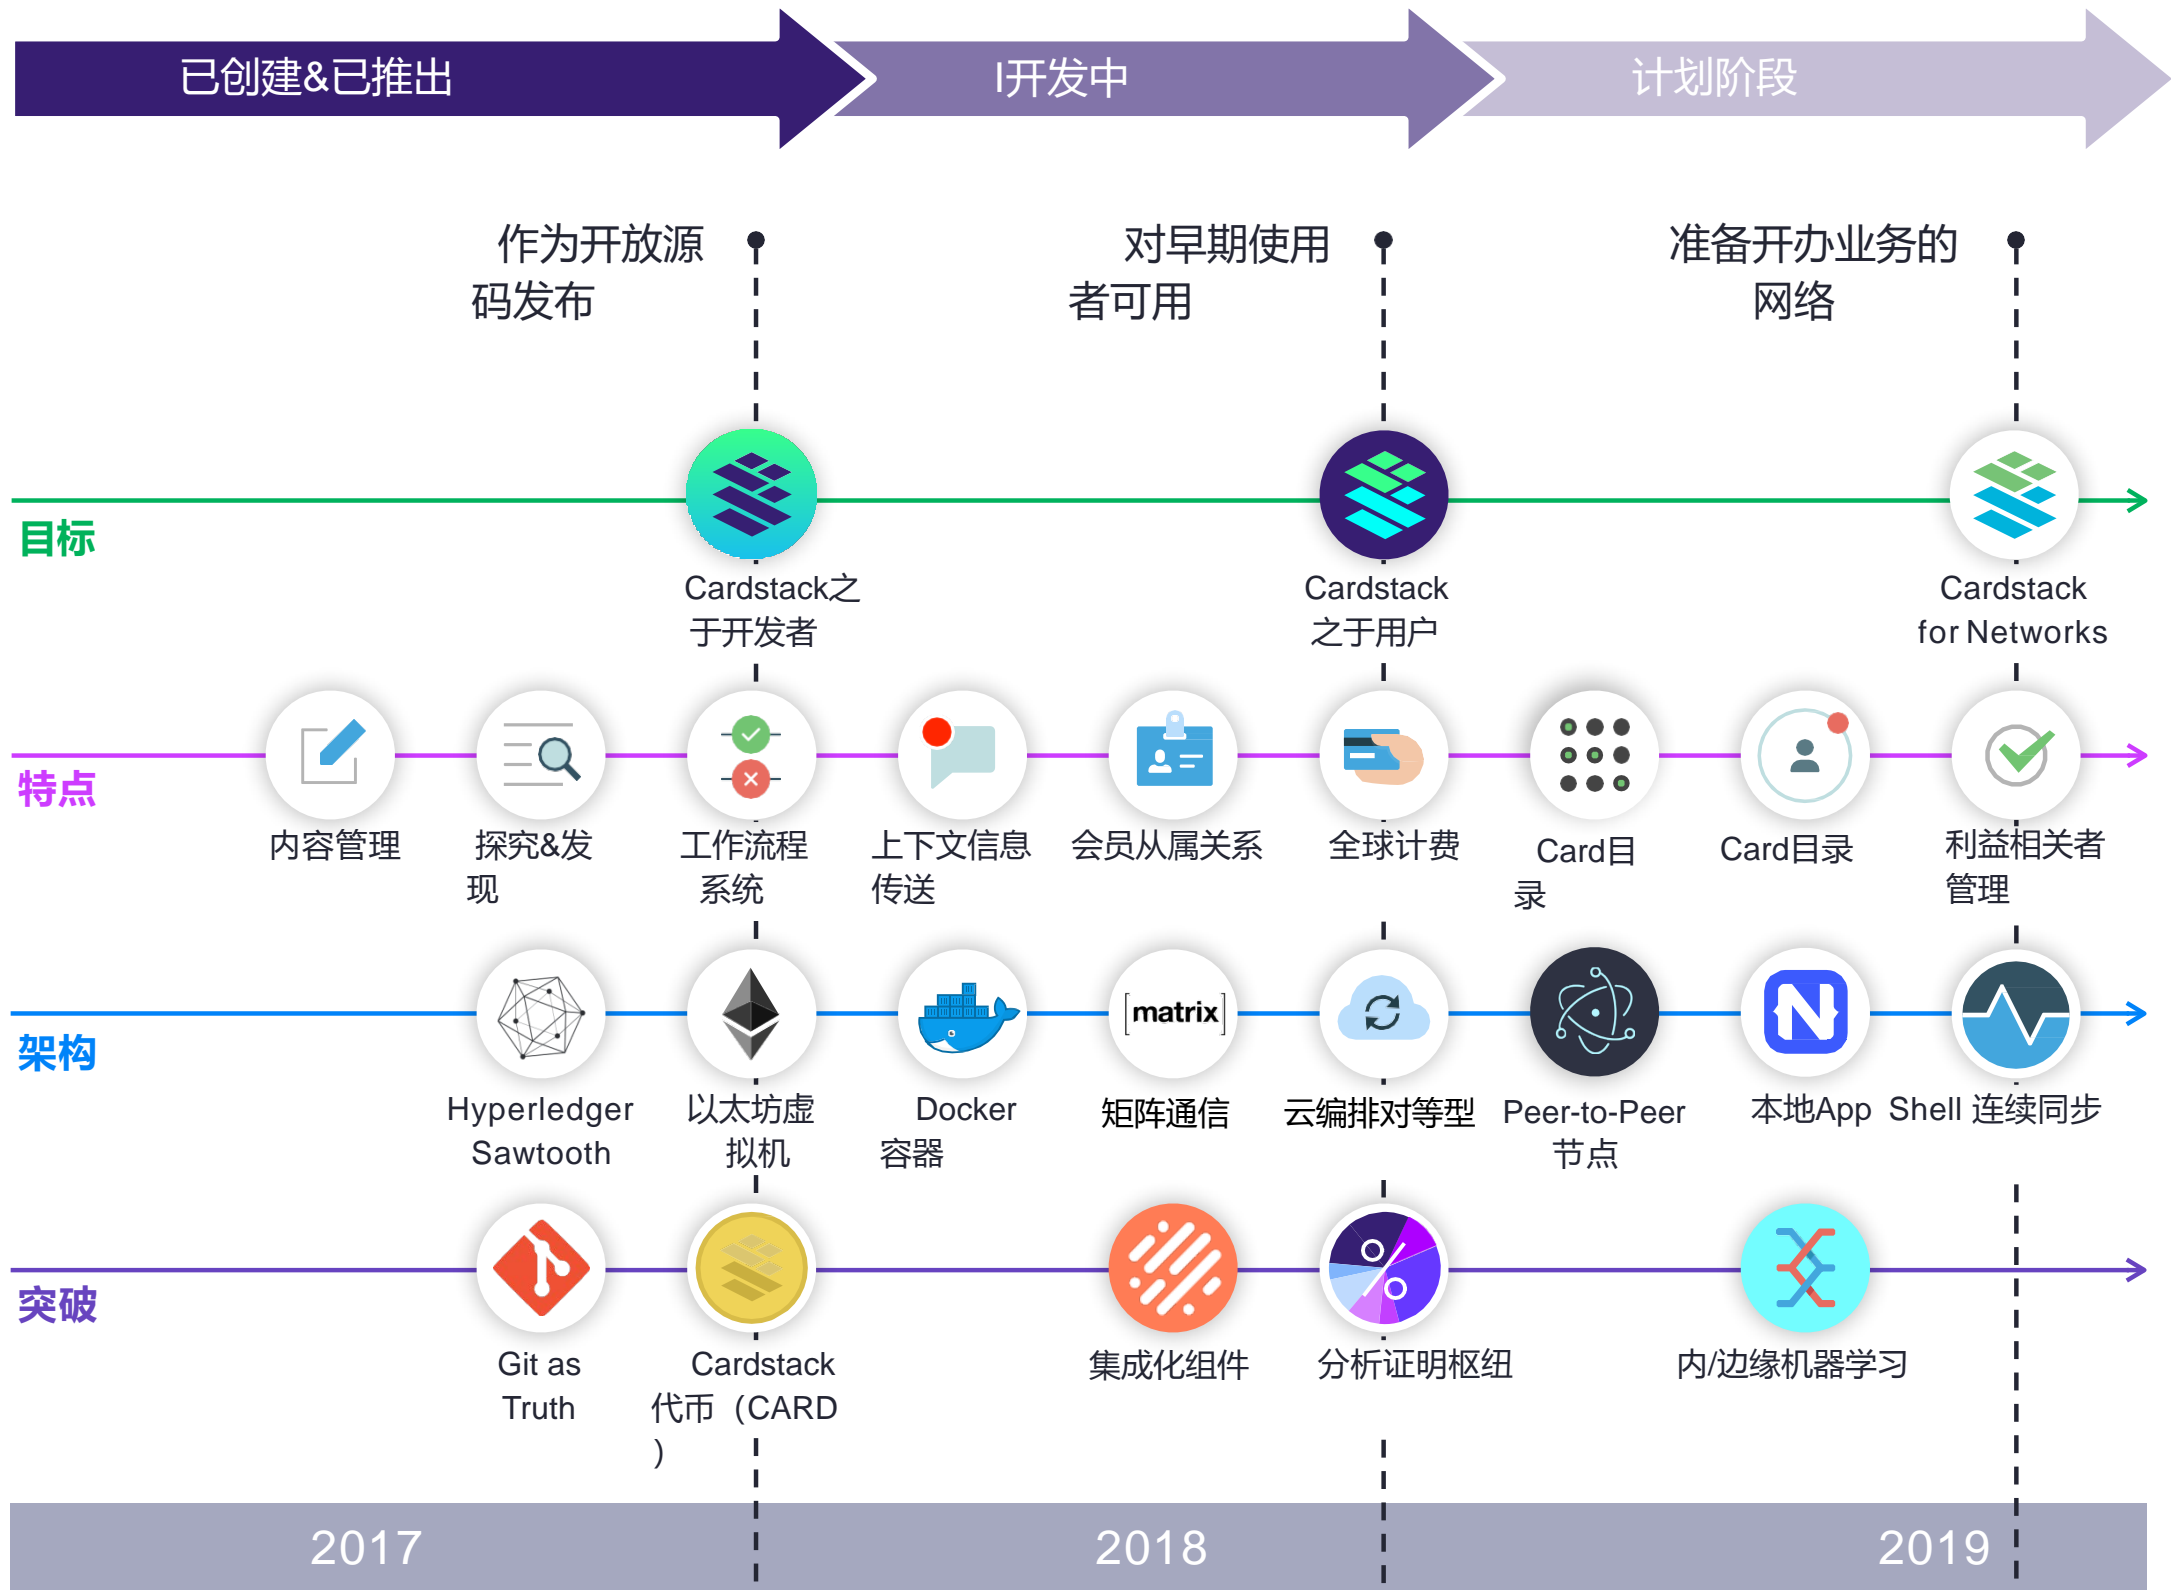 已创建&已推出
I开发中
计划阶段
作为开放源
码发布
对早期使用
者可用
准备开办业务的
网络
目标
Cardstack之
于开发者
Cardstack
之于用户
Cardstack
for Networks
特点
内容管理
探究&发
现
工作流程
系统
上下文信息
传送
会员从属关系
全球计费
Card目
录
Card目录
利益相关者
管理
架构
[matrix]
Hyperledger
Sawtooth
以太坊虚
拟机
Docker
容器
矩阵通信
云编排对等型
Peer-to-Peer
节点
本地App
Shell 连续同步
突破
Git as
Truth
Cardstack
代币（CARD
）
集成化组件
分析证明枢纽
内/边缘机器学习
2017
2018
2019